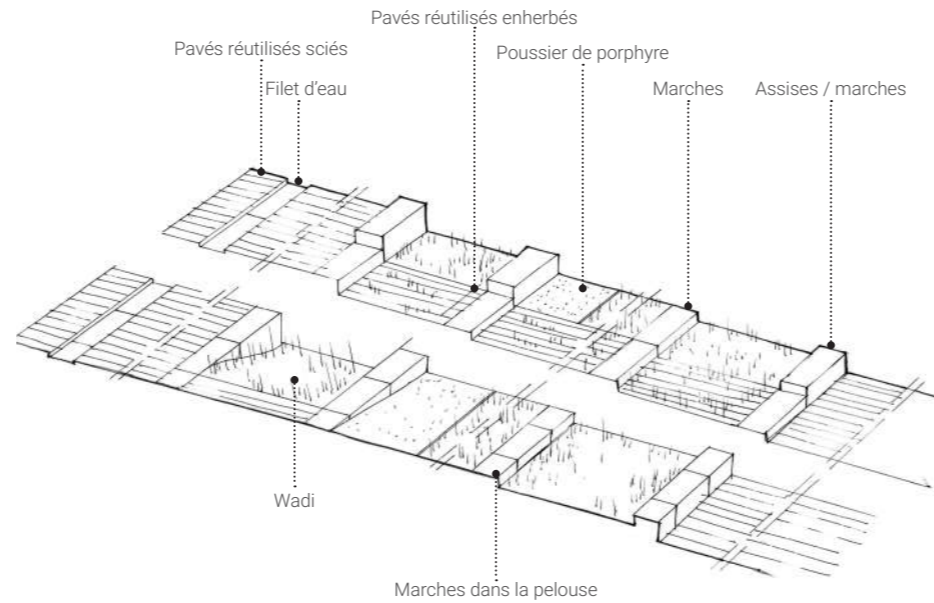 Pavés réutilisés enherbés
Pavés réutilisés sciés
Poussier de porphyre
Filet d'eau
Marches
Assises / marches
Wadi
Marches dans la pelouse